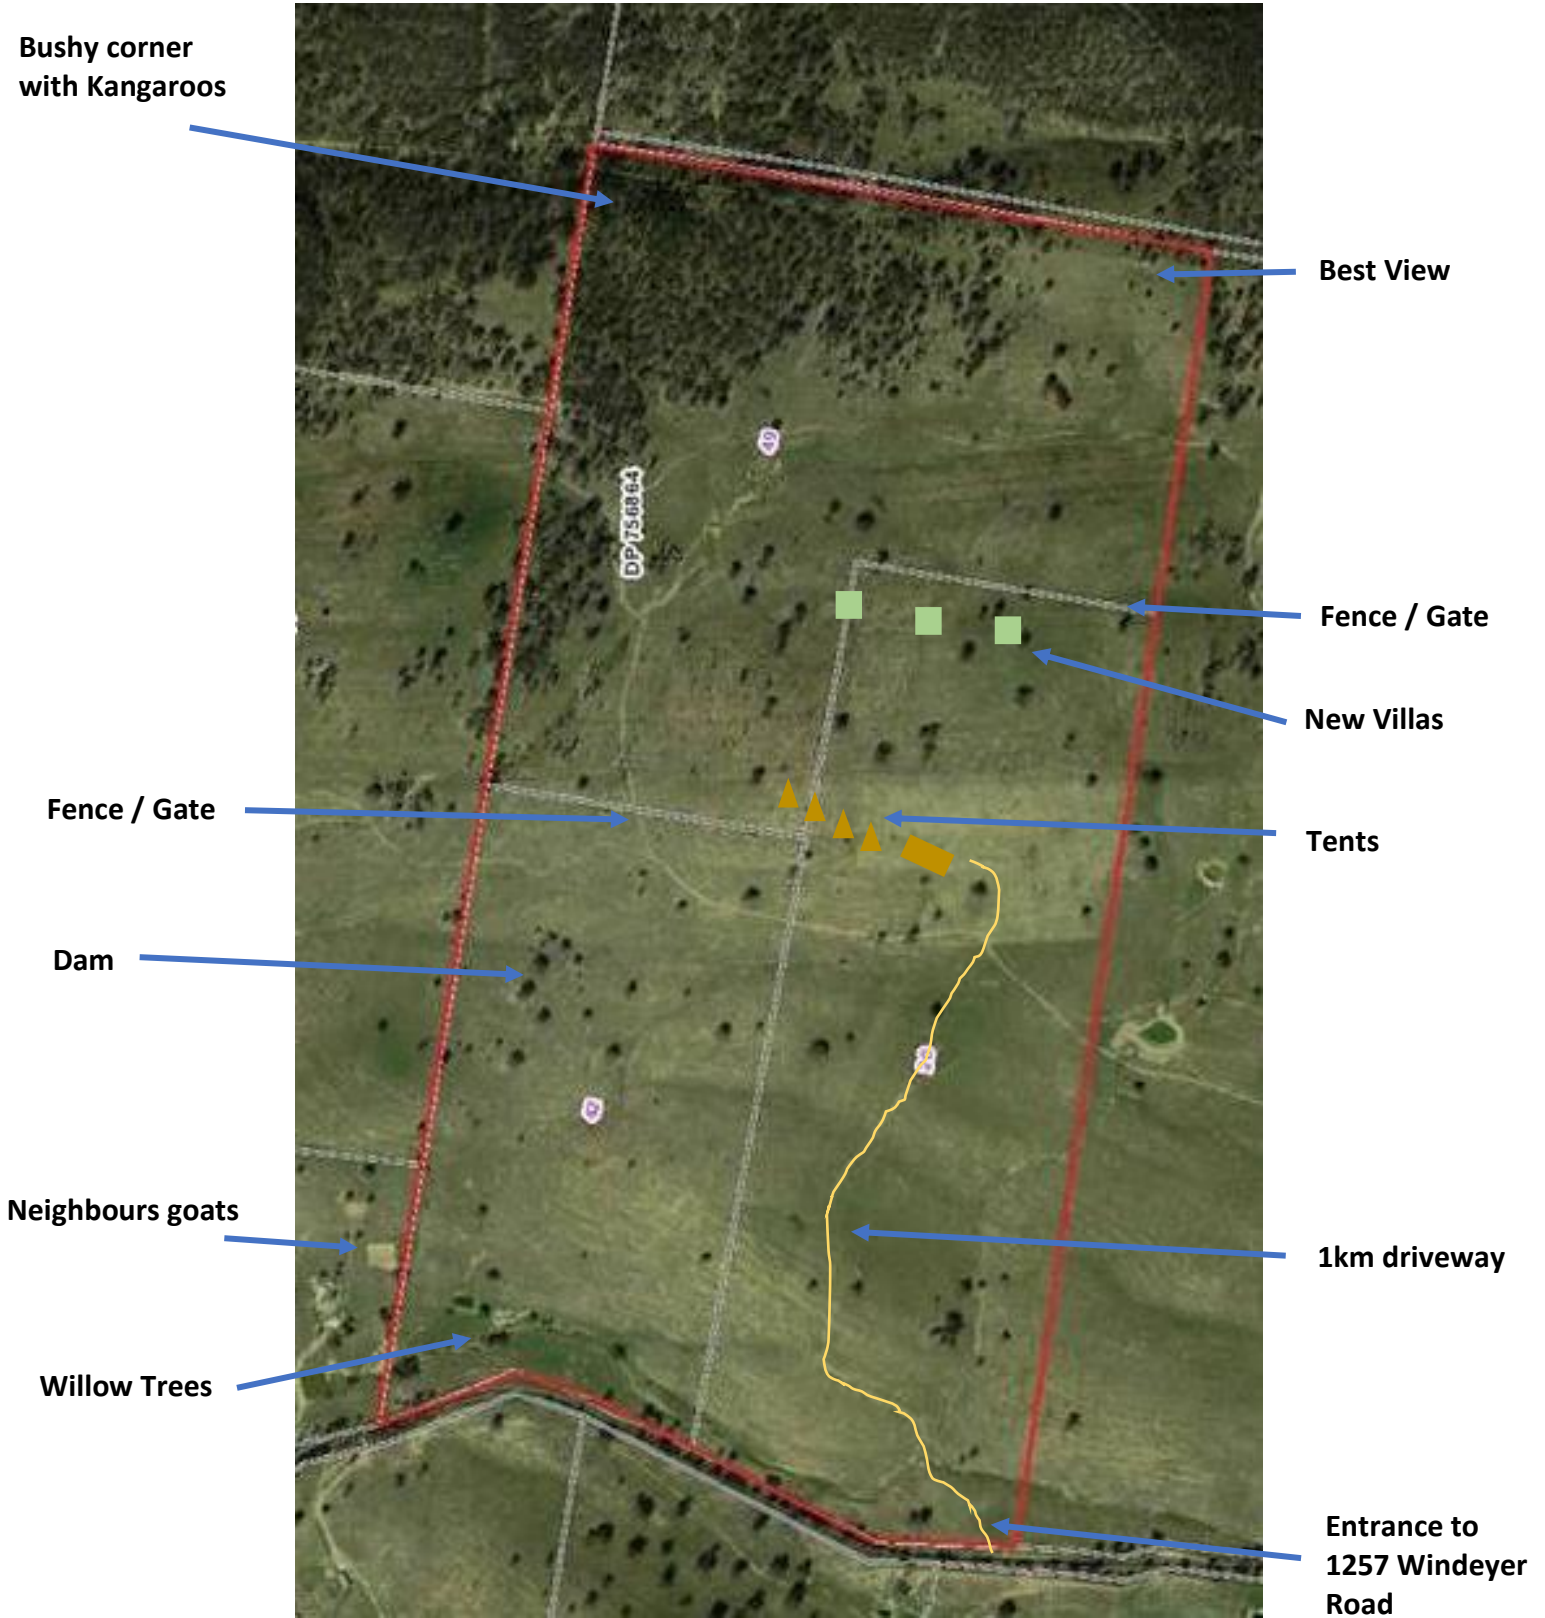 Bushy corner
with Kangaroos
Best View
49
DP756864
Fence / Gate
New Villas
Fence / Gate
Tents
Dam
Neighbours goats
1km driveway
Willow Trees
Entrance to
1257 Windeyer
Road